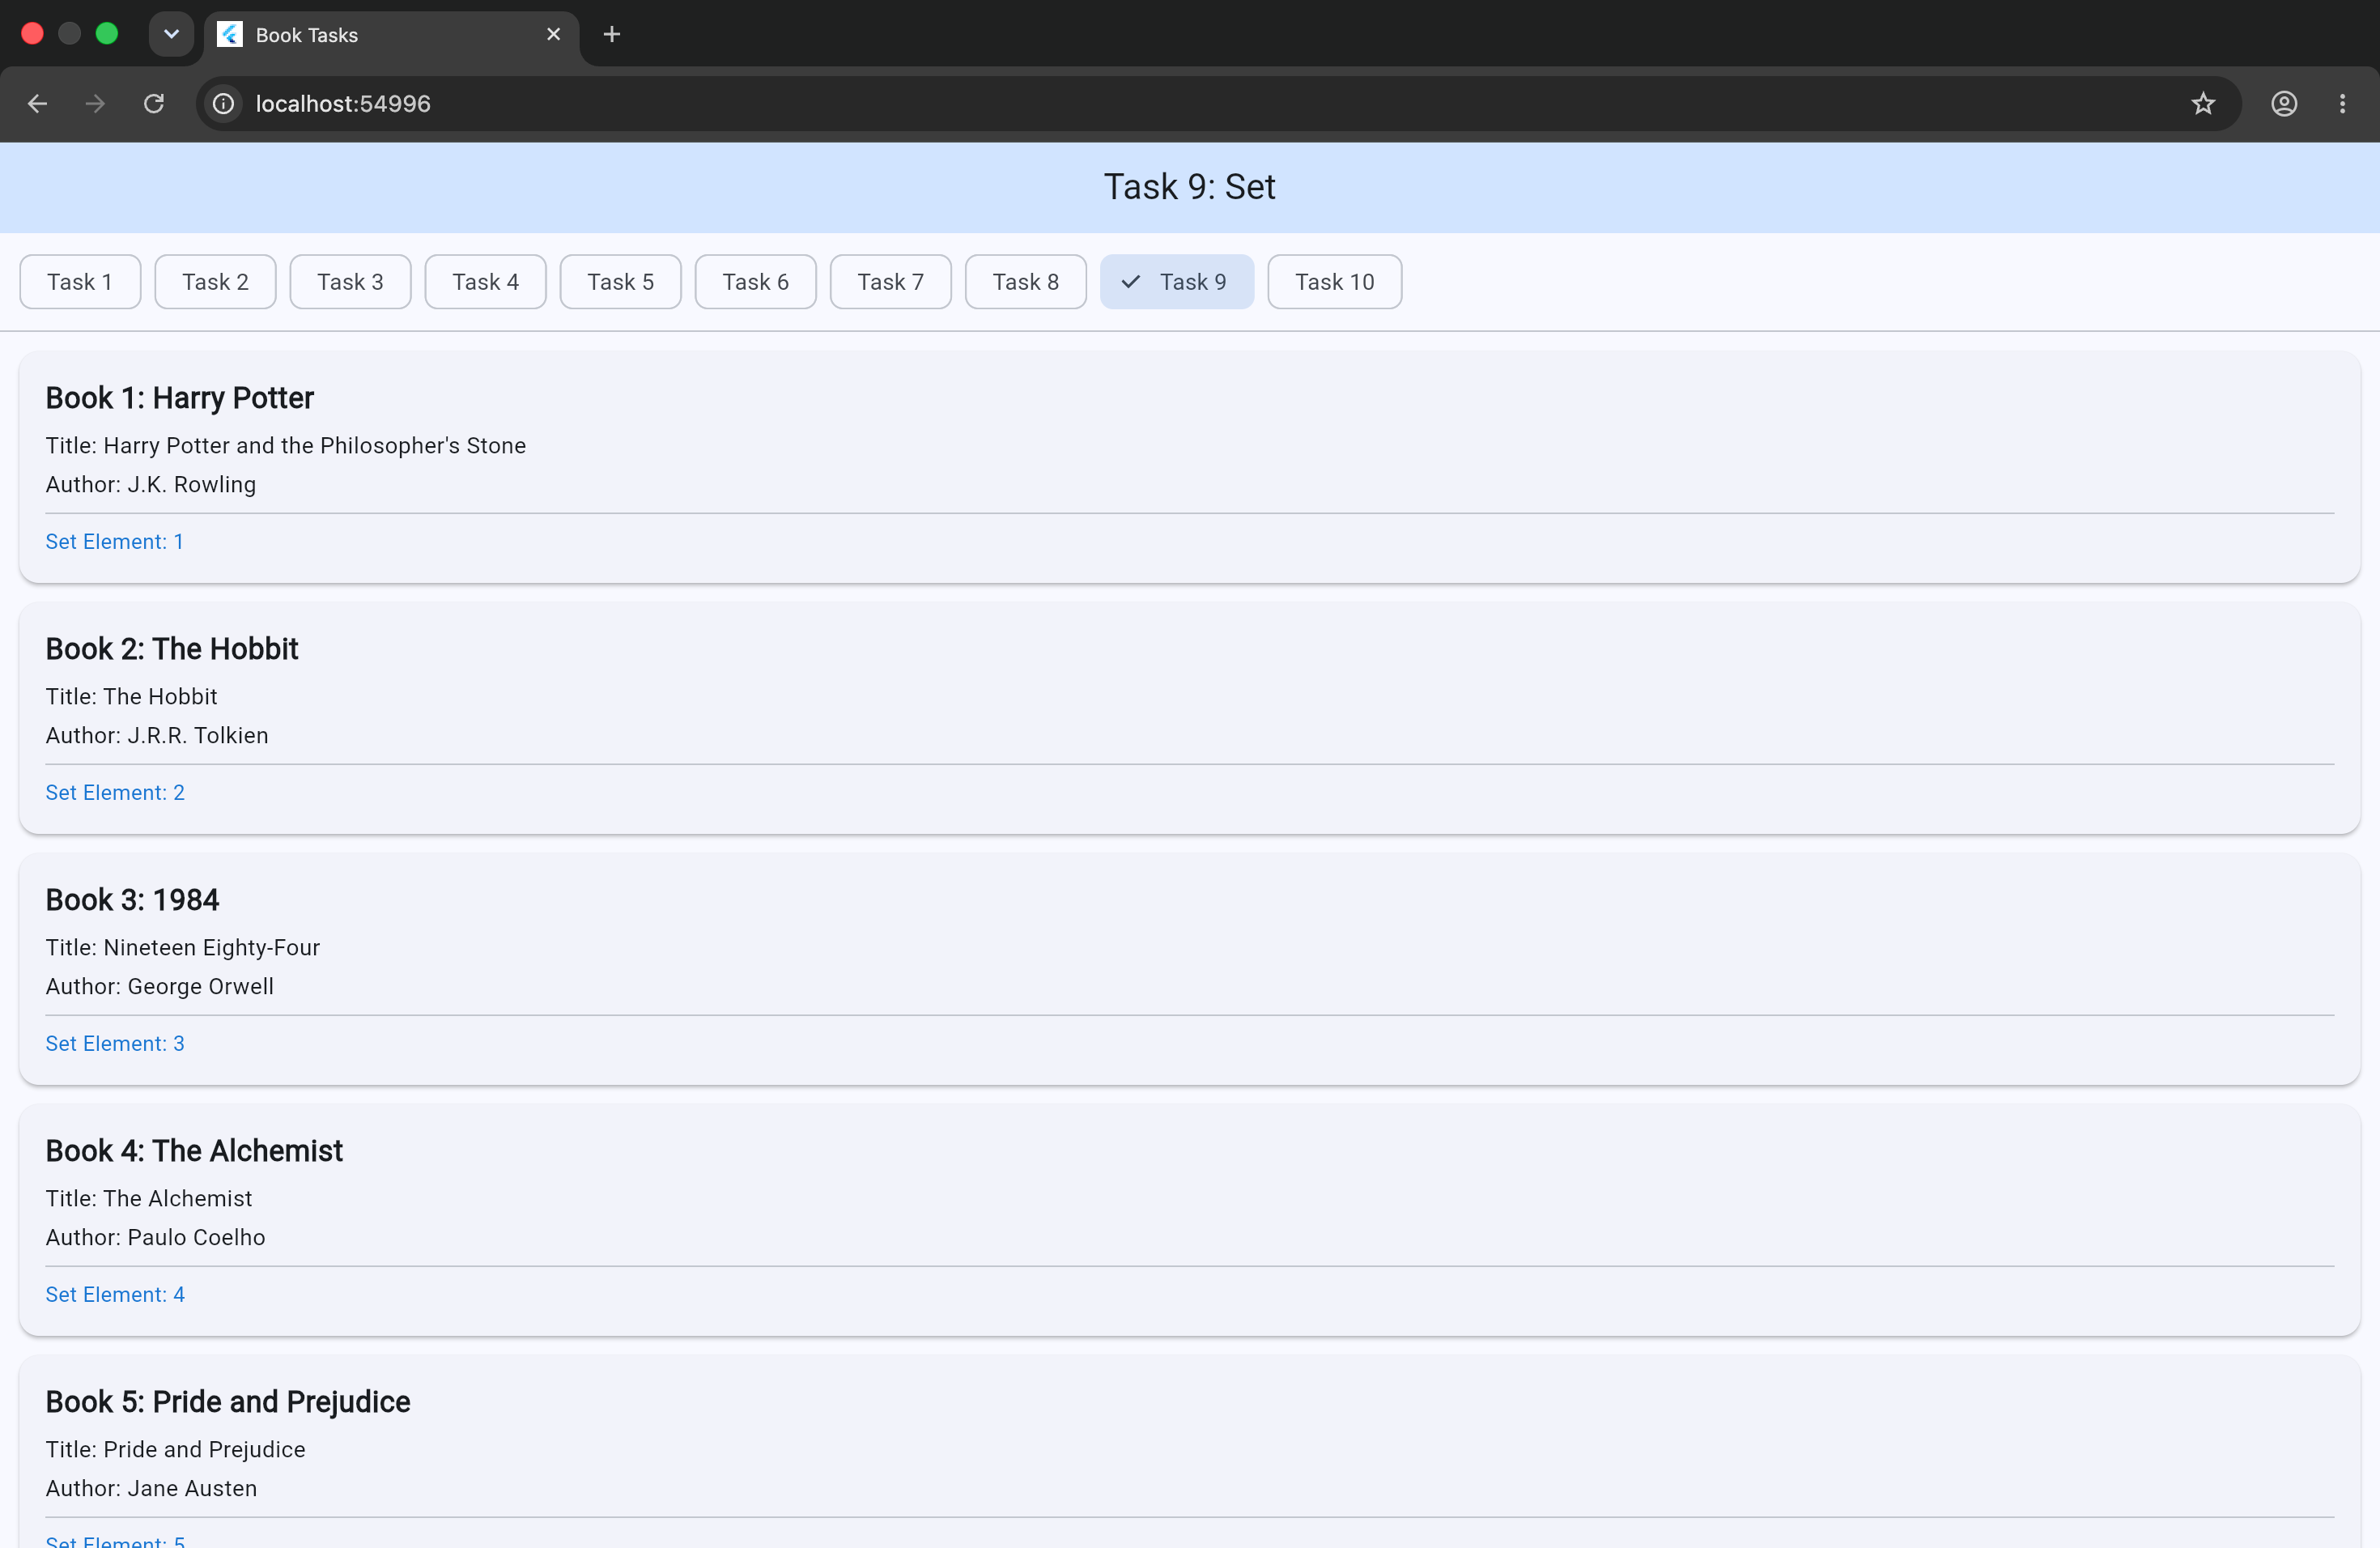 Book Tasks
localhost:54996
Task 9: Set
Task 1 Task 2 Task 3 Task 4 Task 5 Task 6 Task 7 Task 8 Task 9 Task 10
Book 1: Harry Potter
Title: Harry Potter and the Philosopher's Stone
Author: J.K. Rowling
Set Element: 1
Book 2: The Hobbit
Title: The Hobbit
Author: J.R.R. Tolkien
Set Element: 2
Book 3: 1984
Title: Nineteen Eighty-Four
Author: George Orwell
Set Element: 3
Book 4: The Alchemist
Title: The Alchemist
Author: Paulo Coelho
Set Element: 4
Book 5: Pride and Prejudice
Title: Pride and Prejudice
Author: Jane Austen
Set Element: 5